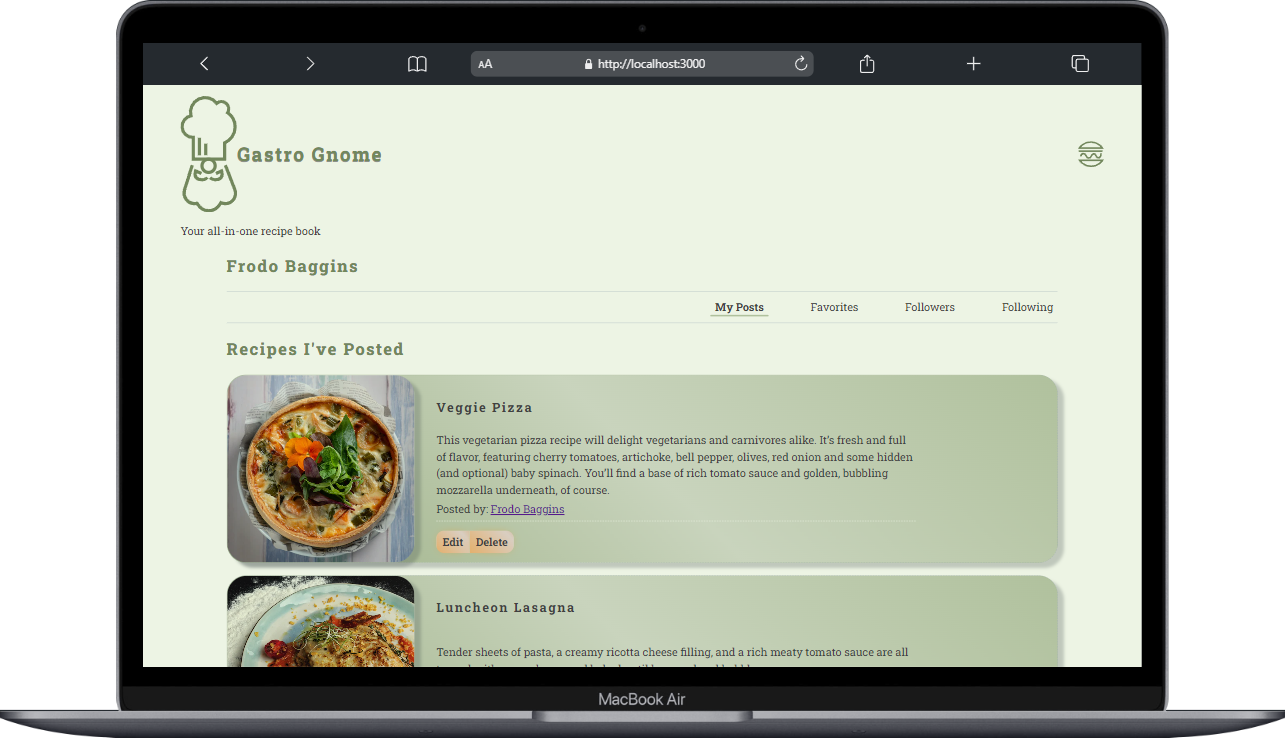 AA http://localhost:3000
Gastro Gnome
Your all-in-one recipe book
Frodo Baggins
My Posts Favorites Followers Following
Recipes I've Posted
Veggie Pizza
This vegetarian pizza recipe will delight vegetarians and carnivores alike. It's fresh and full
of flavor, featuring cherry tomatoes, artichoke, bell pepper, olives, red onion and some hidden
(and optional) baby spinach. You'll find a base of rich tomato sauce and golden, bubbling
mozzarella underneath, of course.
Posted by: Frodo Baggins
Edit Delete
Luncheon Lasagna
Tender sheets of pasta, a creamy ricotta cheese filling, and a rich meaty tomato sauce are all
MacBook Air